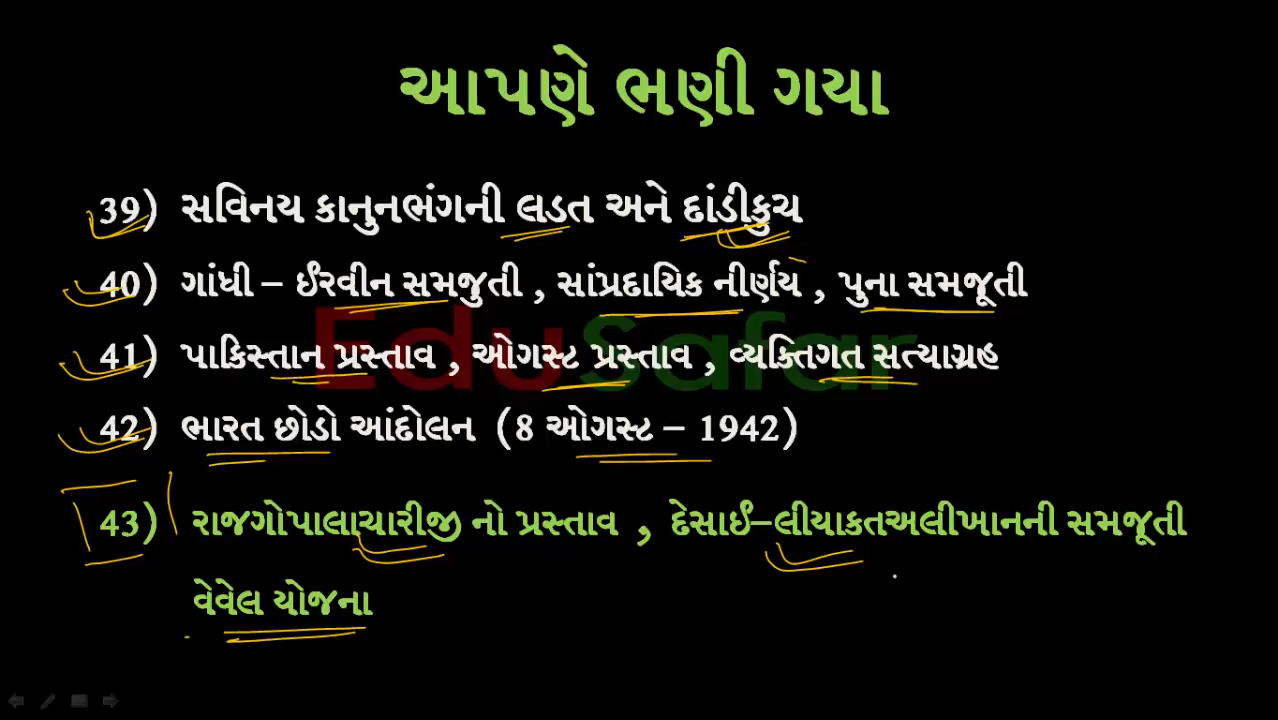 આપણે ભણી ગયા
39) સવિનય કાનુનભંગની લડત અને દાંડીકુચ
40) ગાંધી – ઈરવીન સમજુતી , સાંપ્રદાયિક નીર્ણય , પુના સમજૂતી
EduSafar
41) પાકિસ્તાન પ્રસ્તાવ , ઓગસ્ટ પ્રસ્તાવ , વ્યક્તિગત સત્યાગ્રહ
42) ભારત છોડો આંદોલન (8 ઓગસ્ટ – 1942)
43) રાજગોપાલાચારીજી નો પ્રસ્તાવ , દેસાઈ–લીયાકતઅલીખાનની સમજૂતી
વેવેલ યોજના